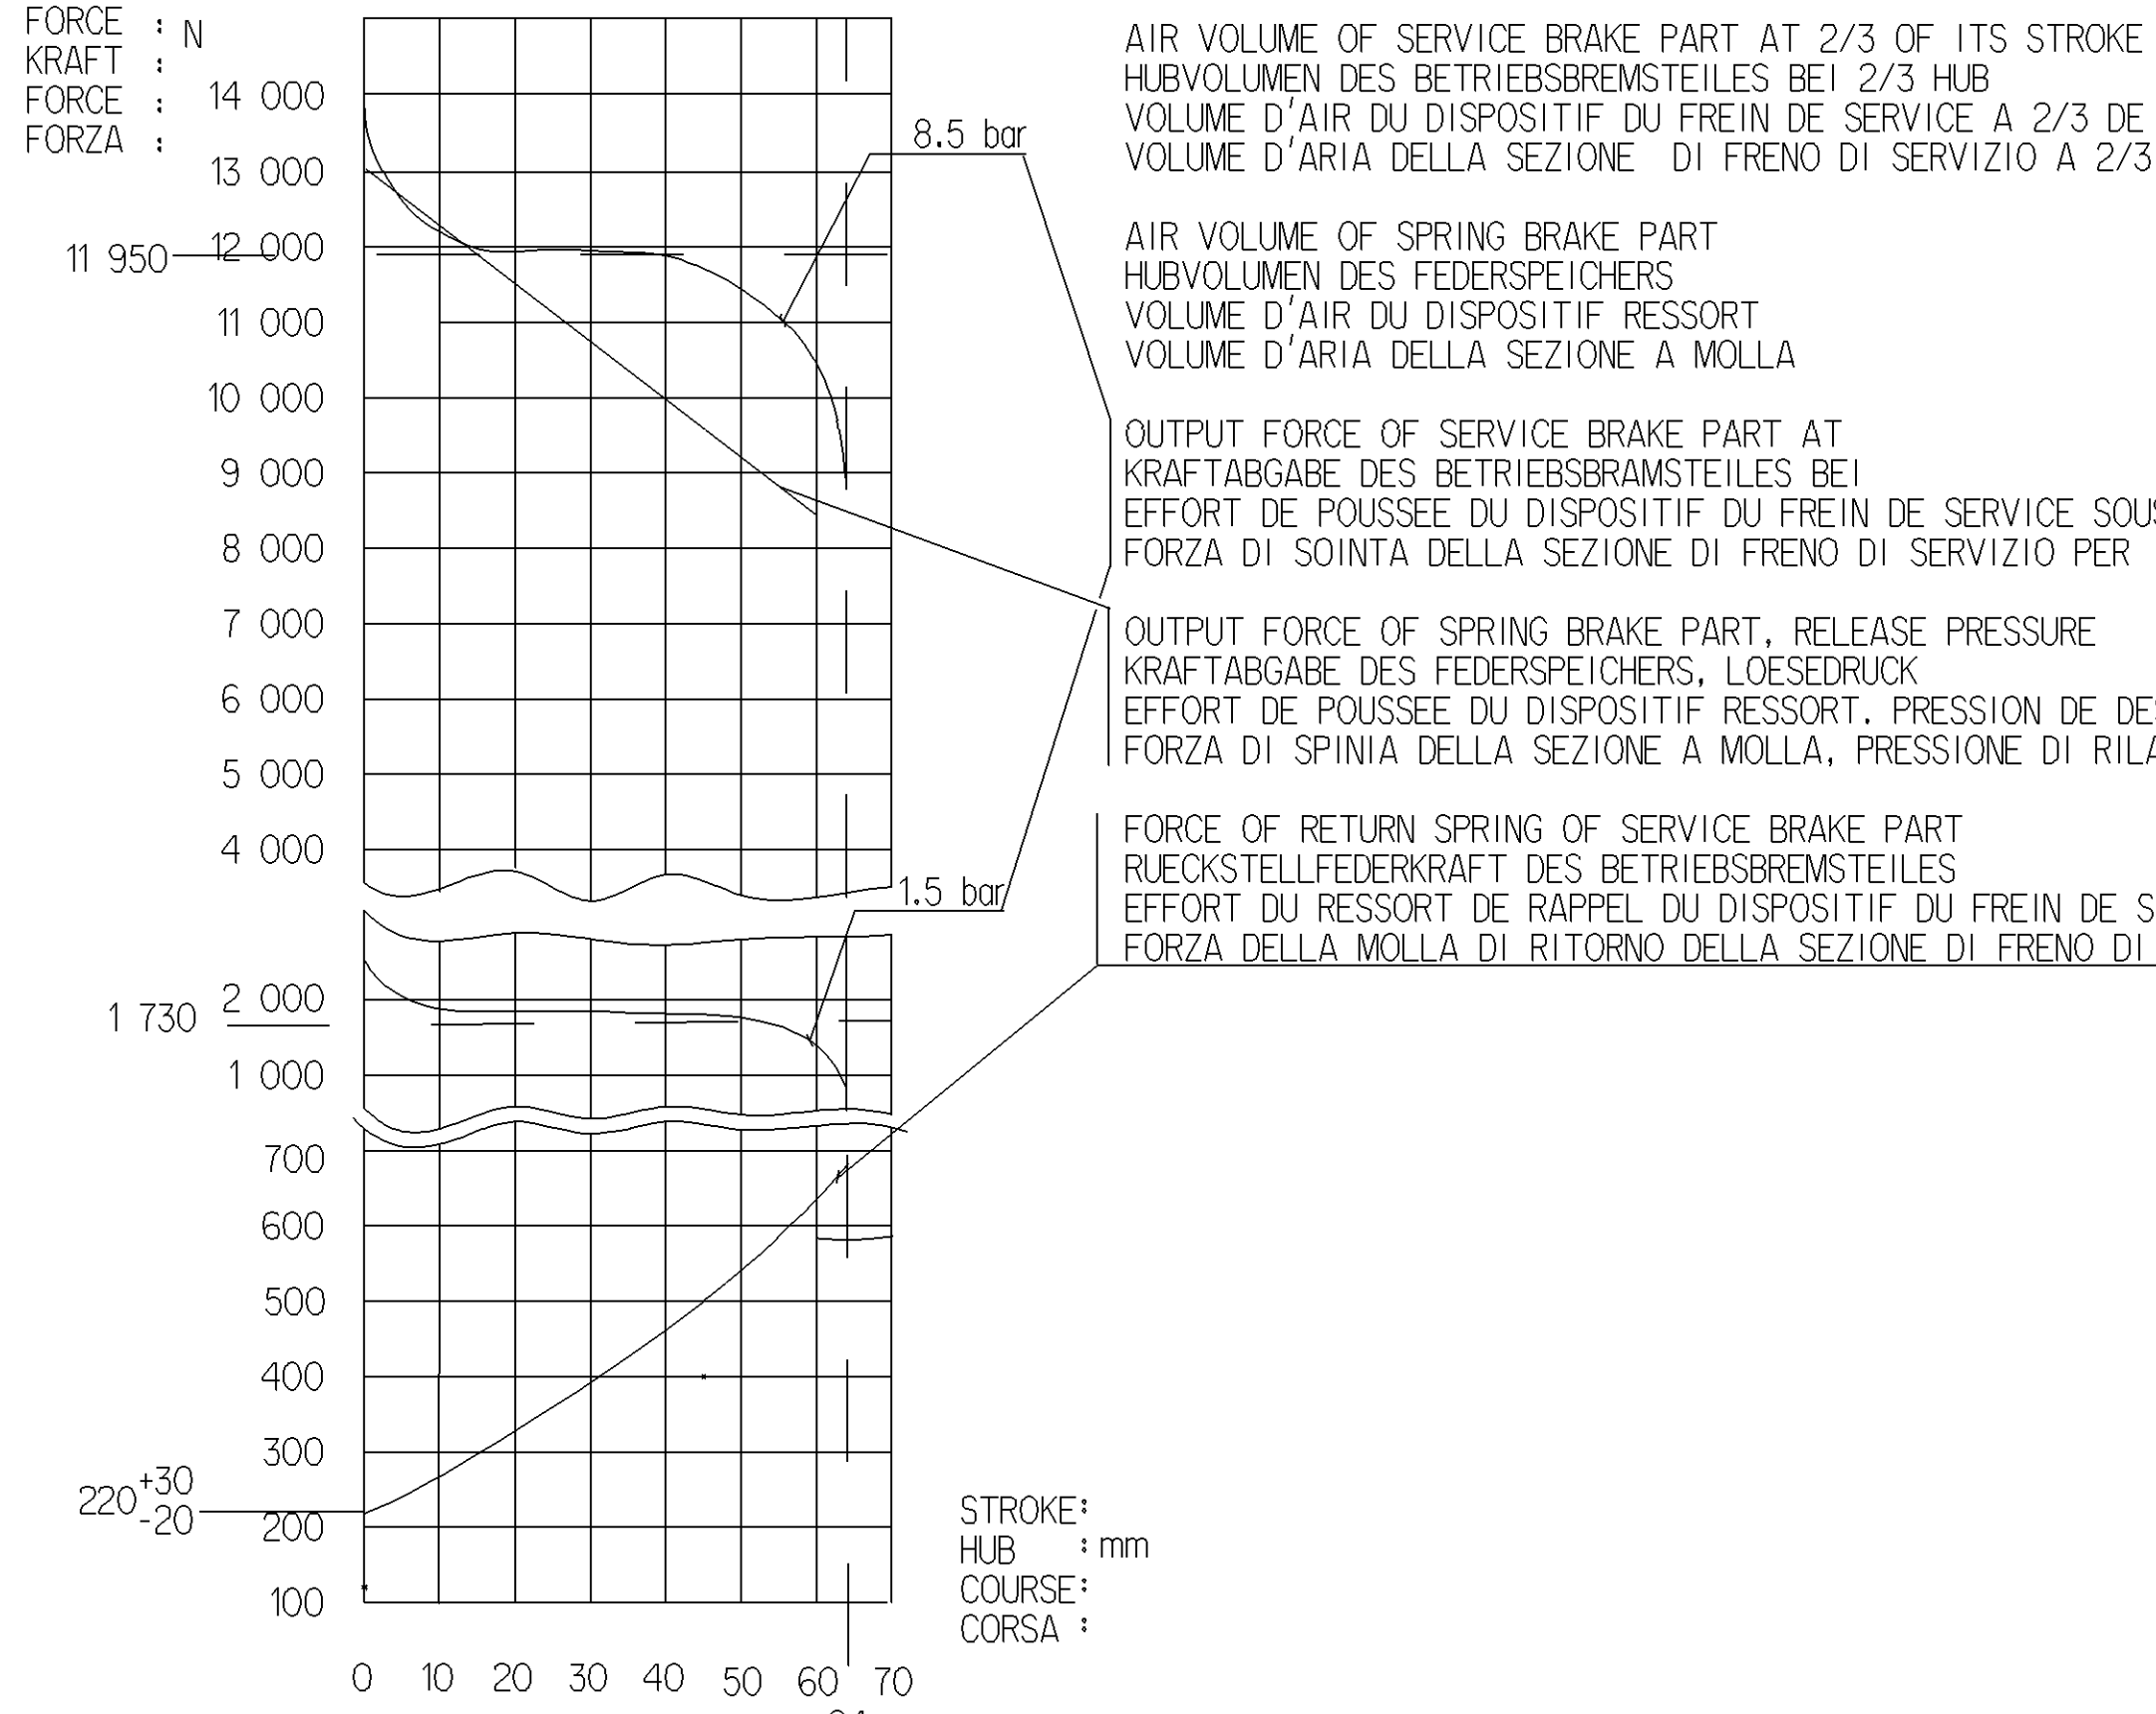 FORCE : N
KRAFT :
FORCE :
FORZA :
14 000
13 000
12 000
11 950
11 000
10 000
9 000
8 000
7 000
6 000
5 000
4 000
2 000
1 730
1 000
700
600
500
400
300
220 +30 -20
200
100
0 10 20 30 40 50 60 70
8.5 bar
1.5 bar
AIR VOLUME OF SERVICE BRAKE PART AT 2/3 OF ITS STROKE
HUBVOLUMEN DES BETRIEBSBREMSTEILES BEI 2/3 HUB
VOLUME D'AIR DU DISPOSITIF DU FREIN DE SERVICE A 2/3 DE
VOLUME D'ARIA DELLA SEZIONE DI FRENO DI SERVIZIO A 2/3
AIR VOLUME OF SPRING BRAKE PART
HUBVOLUMEN DES FEDERSPEICHERS
VOLUME D'AIR DU DISPOSITIF RESSORT
VOLUME D'ARIA DELLA SEZIONE A MOLLA
OUTPUT FORCE OF SERVICE BRAKE PART AT
KRAFTABGABE DES BETRIEBSBRAMSTEILES BEI
EFFORT DE POUSSEE DU DISPOSITIF DU FREIN DE SERVICE SOUS
FORZA DI SOINTA DELLA SEZIONE DI FRENO DI SERVIZIO PER
OUTPUT FORCE OF SPRING BRAKE PART, RELEASE PRESSURE
KRAFTABGABE DES FEDERSPEICHERS, LOESEDRUCK
EFFORT DE POUSSEE DU DISPOSITIF RESSORT. PRESSION DE
FORZA DI SPINIA DELLA SEZIONE A MOLLA, PRESSIONE DI
FORCE OF RETURN SPRING OF SERVICE BRAKE PART
RUECKSTELLFEDERKRAFT DES BETRIEBSBREMSTEILES
EFFORT DU RESSORT DE RAPPEL DU DISPOSITIF DU FREIN DE
FORZA DELLA MOLLA DI RITORNO DELLA SEZIONE DI FRENO DI
STROKE:
HUB : mm
COURSE:
CORSA :